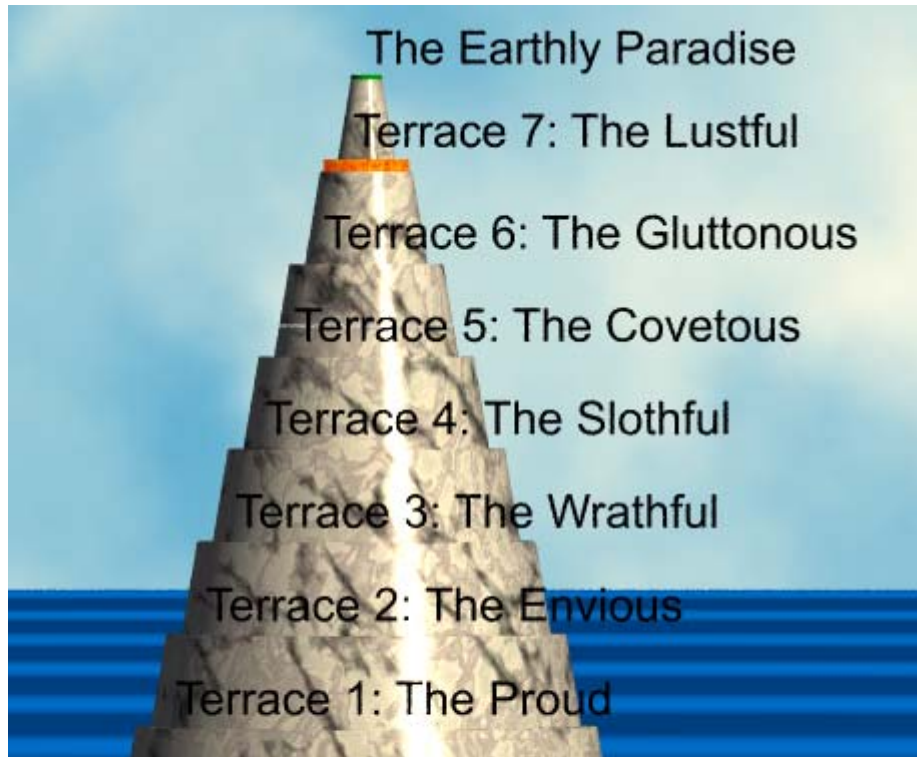 The Earthly Paradise
Terrace 7: The Lustful
Terrace 6: The Gluttonous
Terrace 5: The Covetous
Terrace 4: The Slothful
Terrace 3: The Wrathful
Terrace 2: The Envious
Terrace 1: The Proud